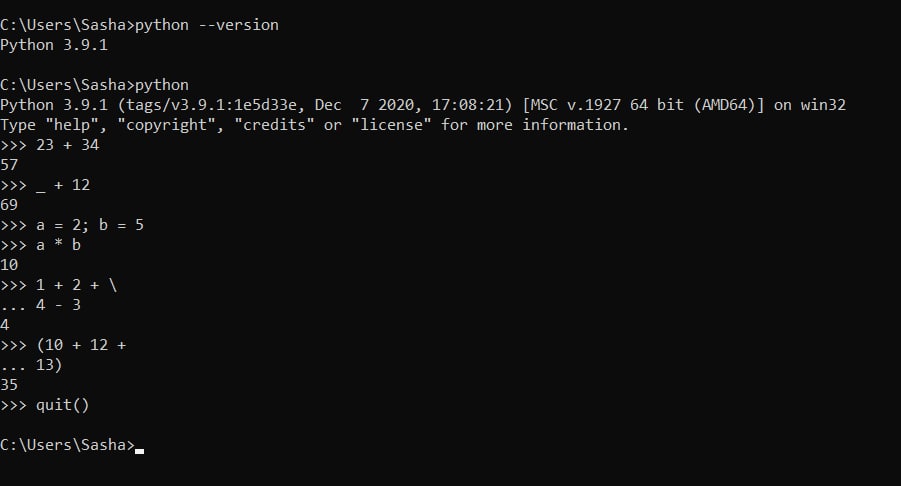 C:\Users\Sasha>python --version
Python 3.9.1
C:\Users\Sasha>python
Python 3.9.1 (tags/v3.9.1:1e5d33e, Dec  7 2020, 17:08:21) [MSC v.1927 64 bit (AMD64)] on win32
Type "help", "copyright", "credits" or "license" for more information.
>>> 23 + 34
57
>>> _ + 12
69
>>> a = 2; b = 5
>>> a * b
10
>>> 1 + 2 + \
... 4 - 3
4
>>> (10 + 12 +
... 13)
35
>>> quit()
C:\Users\Sasha>